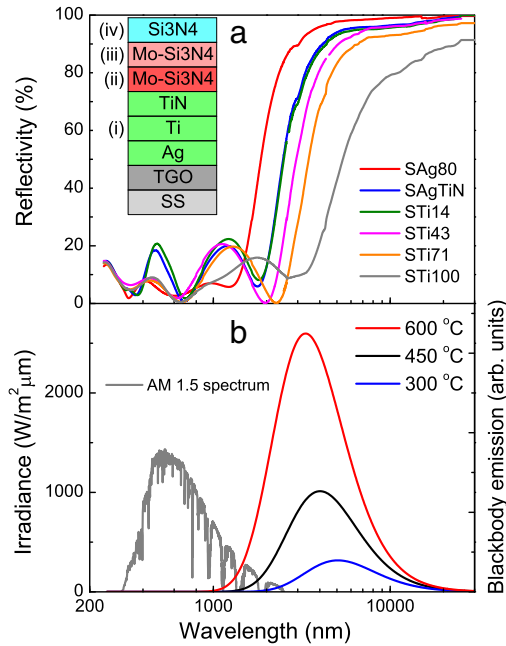 100
80
60
40
20
0
Reflectivity (%)
a
(iv) Si3N4
(iii) Mo-Si3N4
(ii) Mo-Si3N4
TiN
(i) Ti
Ag
TGO
SS
SAg80
SAgTiN
STi14
STi43
STi71
STi100
b
600 °C
450 °C
300 °C
AM 1.5 spectrum
2000
1000
0
Irradiance (W/m²μm)
Blackbody emission (arb. units)
200 1000 10000
Wavelength (nm)